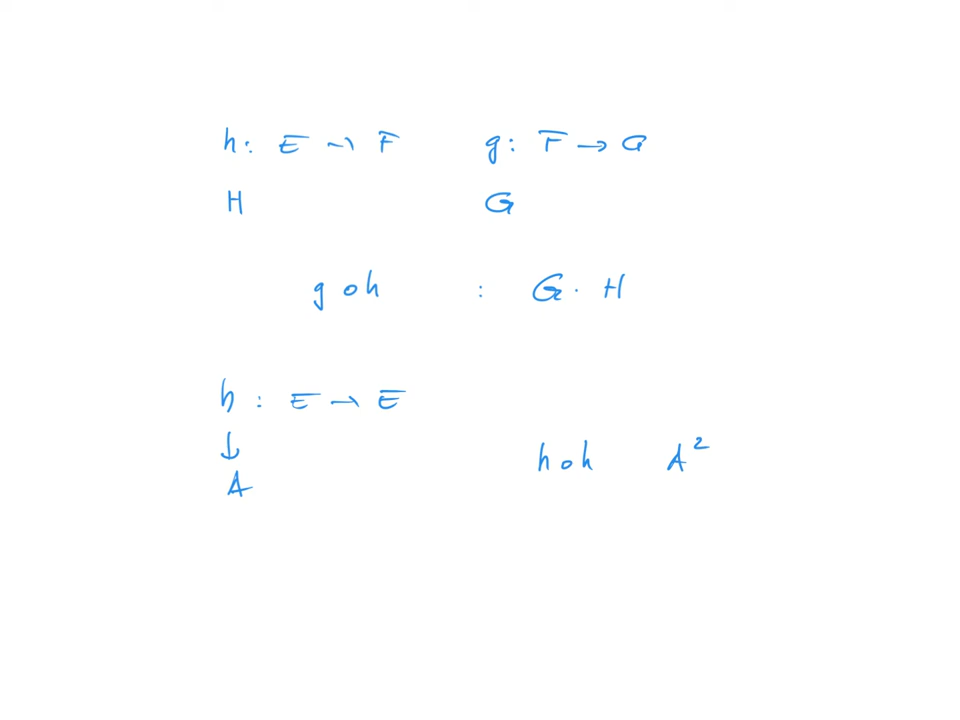 h: E → F g: F → G
H G
g o h : G · H
h : E → E
↓
h o h A²
A